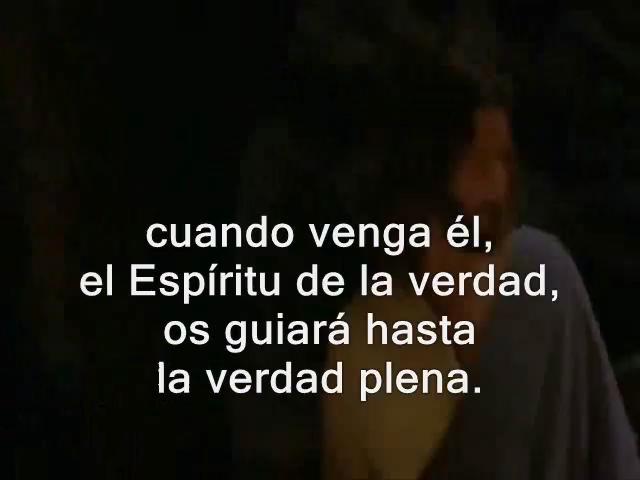 cuando venga él,
el Espíritu de la verdad,
os guiará hasta
la verdad plena.